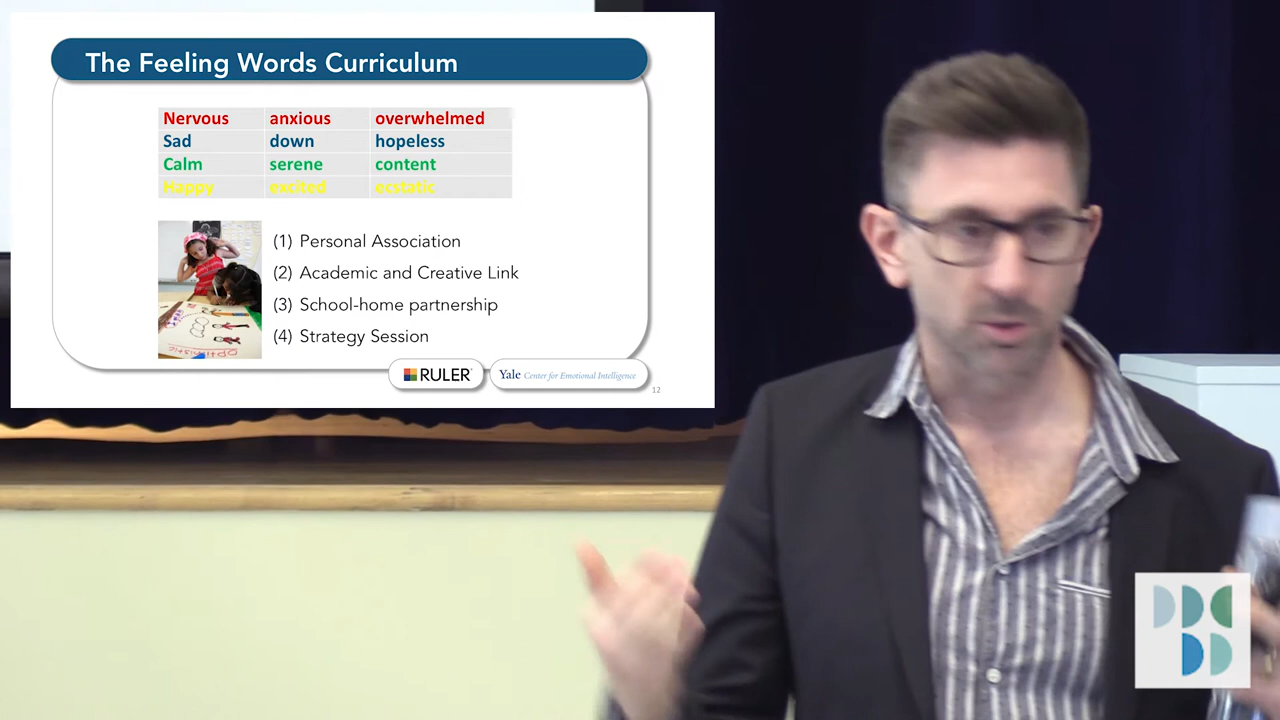 The Feeling Words Curriculum
Nervous anxious overwhelmed
Sad down hopeless
Calm serene content
Happy excited ecstatic
(1) Personal Association
(2) Academic and Creative Link
(3) School-home partnership
(4) Strategy Session
OPTIMISTIC
RULER
Yale Center for Emotional Intelligence
12